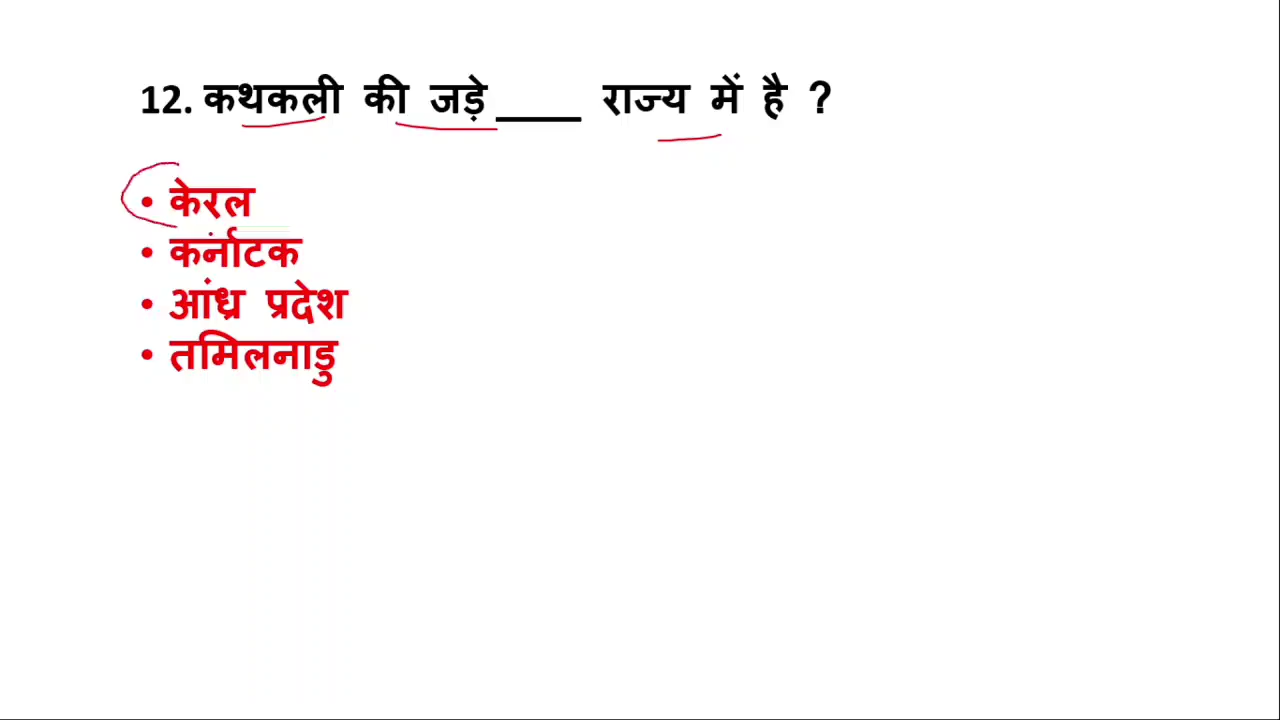 12. कथकली की जड़े ____ राज्य में है ?
• केरल
• कर्नाटक
• आंध्र प्रदेश
• तमिलनाडु